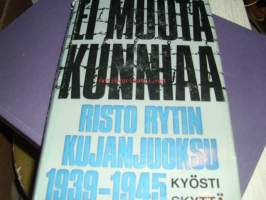 EI MUUTA
KUNNIAA
RISTO RYTIN
KUJANJUOKSU
1939-1945
KYÖSTI
SKYTTÄ